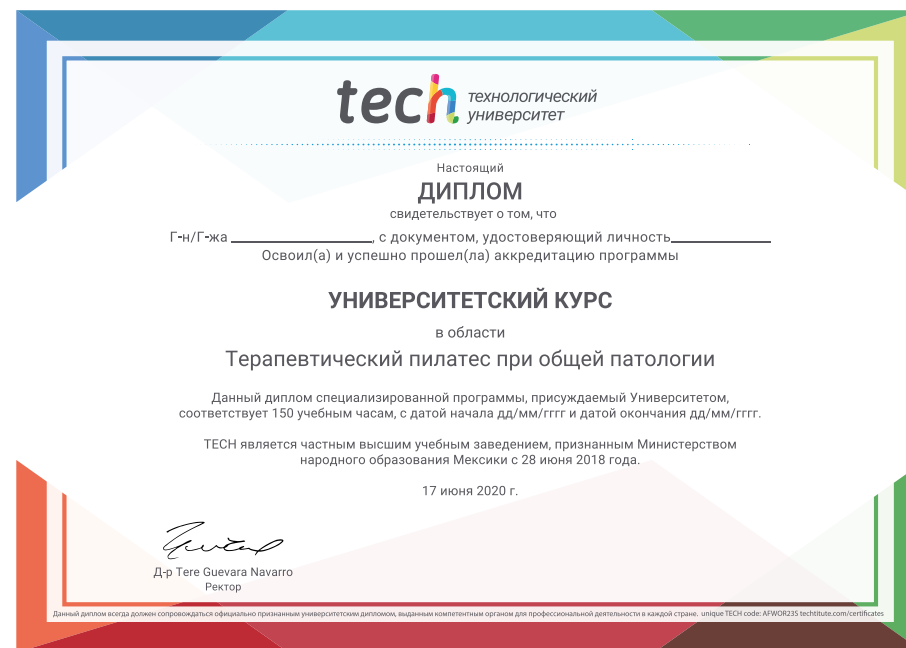 tech технологический
университет
Настоящий
ДИПЛОМ
свидетельствует о том, что
Г-н/Г-жа ____________________, с документом, удостоверяющий личность______________
Освоил(а) и успешно прошел(ла) аккредитацию программы
УНИВЕРСИТЕТСКИЙ КУРС
в области
Терапевтический пилатес при общей патологии
Данный диплом специализированной программы, присуждаемый Университетом,
соответствует 150 учебным часам, с датой начала дд/мм/гггг и датой окончания дд/мм/гггг.
TECH является частным высшим учебным заведением, признанным Министерством
народного образования Мексики с 28 июня 2018 года.
17 июня 2020 г.
Д-р Tere Guevara Navarro
Ректор
Данный диплом всегда должен сопровождаться официально признанным университетским дипломом, выданным компетентным органом для профессиональной деятельности в каждой стране. unique TECH code: AFWOR23S techtitute.com/certificates